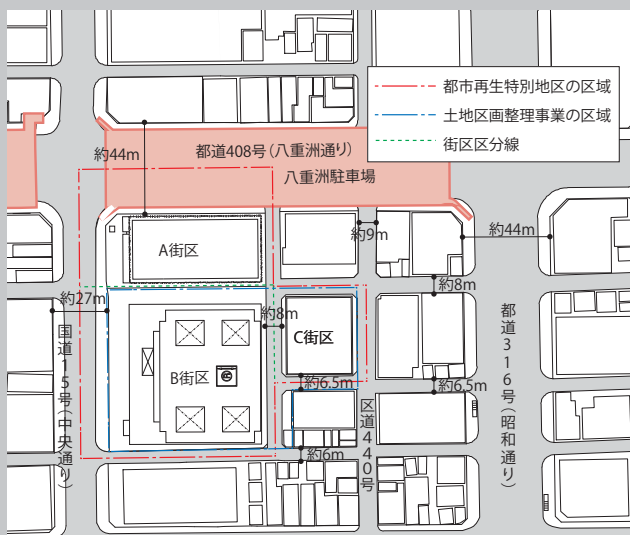 都市再生特別地区の区域
土地区画整理事業の区域
街区区分線
約44m
都道408号(八重洲通り)
八重洲駐車場
約9m
約44m
A街区
約8m
約27m
約8m
C街区
B街区
約6.5m
約6.5m
約6m
国道15号(中央通り)
区道440号
都道316号(昭和通り)